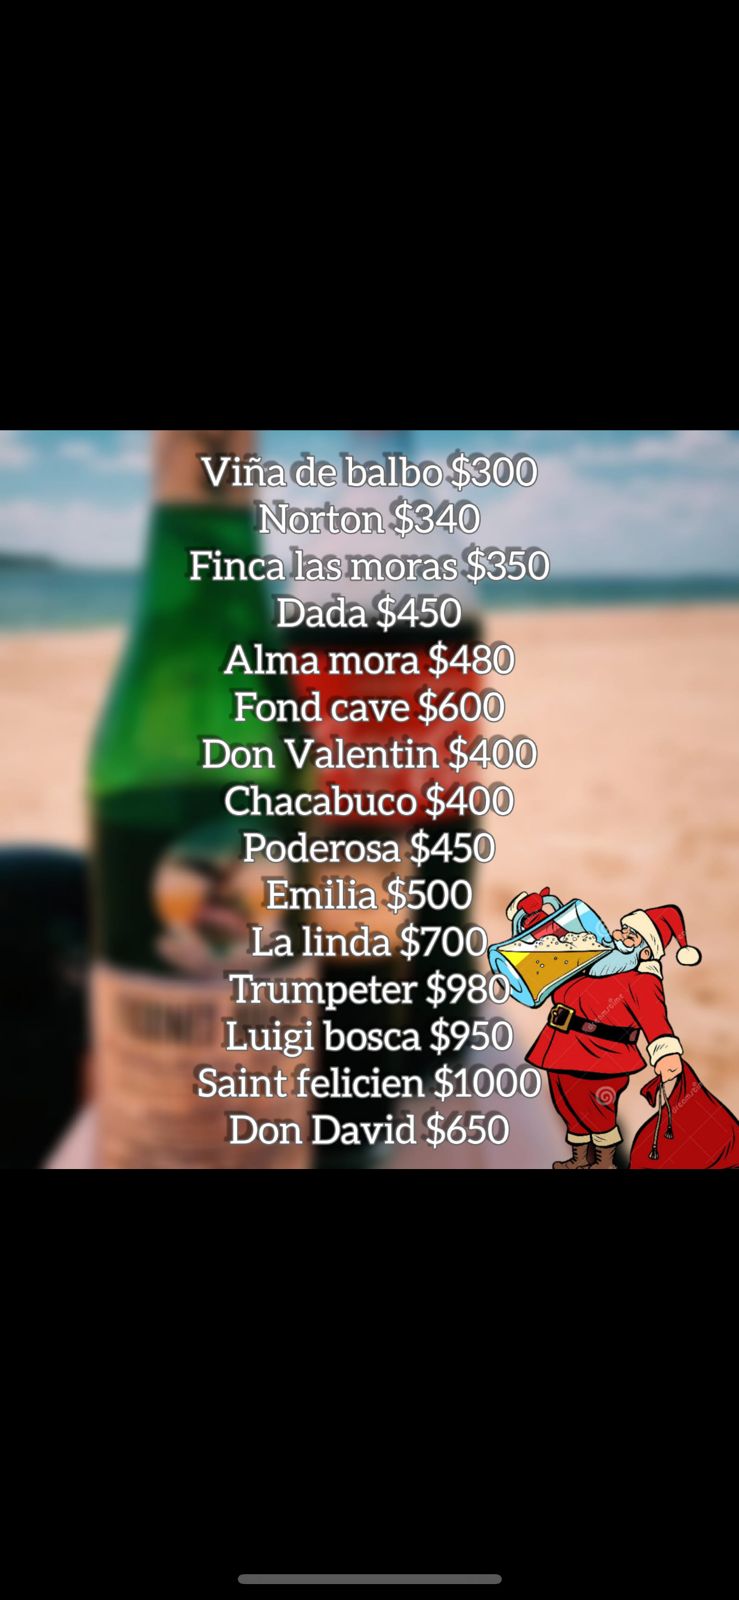 Viña de balbo $300
Norton $340
Finca las moras $350
Dada $450
Alma mora $480
Fond cave $600
Don Valentin $400
Chacabuco $400
Poderosa $450
Emilia $500
La linda $700
Trumpeter $980
Luigi bosca $950
Saint felicien $1000
Don David $650